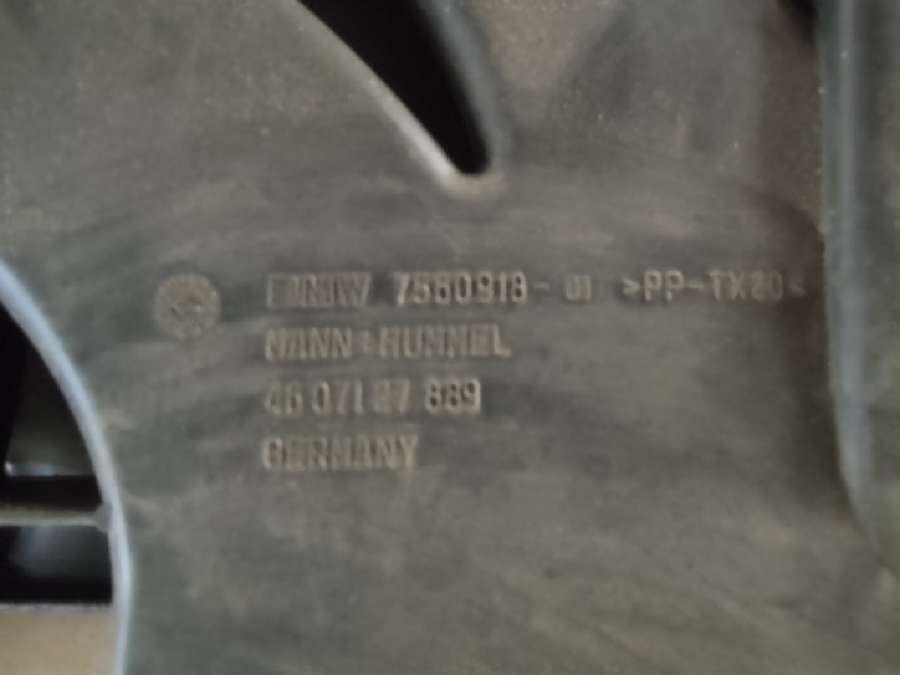 BMW 7560918- 01 >PP-TX20<
MANN+HUMMEL
46 071 27 889
GERMANY